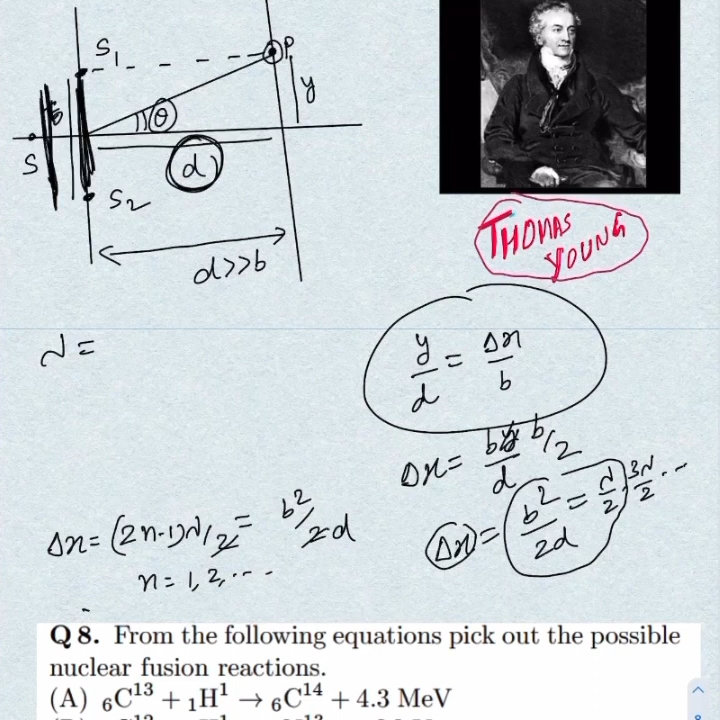 S₁
P
y
θ
b
S
d
S₂
d>>b
THOMAS
YOUNG
λ =
y/d = Δx/b
Δx = by/d b/2
Δx = b²/2d = λ/2, 3λ/2 ...
Δx = (2n-1)λ/2 = b²/2d
n = 1, 2, ...
Q 8. From the following equations pick out the possible
nuclear fusion reactions.
(A) ₆C¹³ + ₁H¹ → ₆C¹⁴ + 4.3 MeV